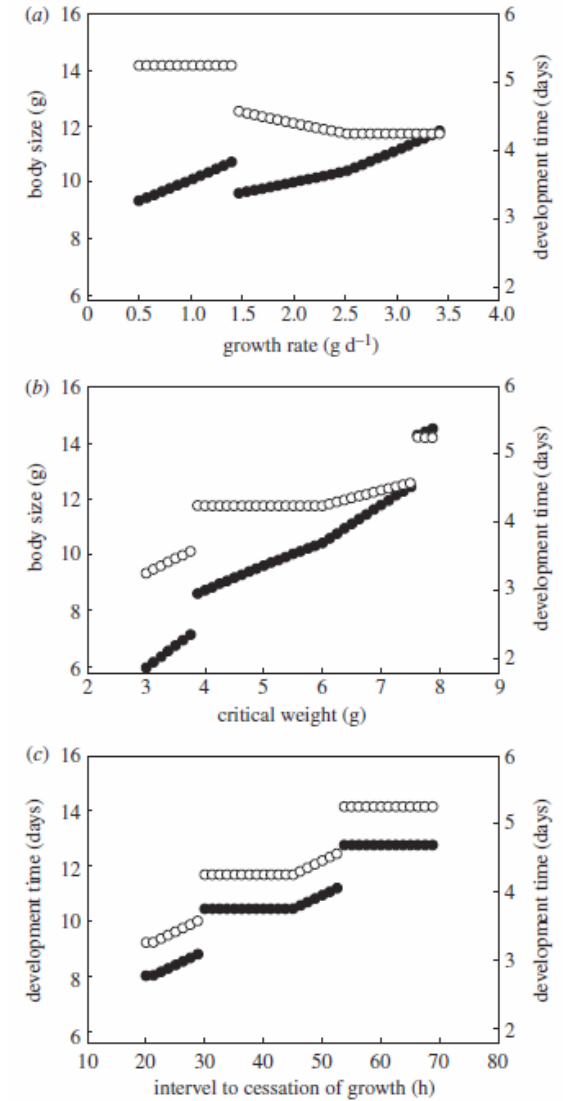 (a)
16
14
12
10
8
6
body size (g)
6
5
4
3
2
development time (days)
0 0.5 1.0 1.5 2.0 2.5 3.0 3.5 4.0
growth rate (g d–1)
(b)
16
14
12
10
8
6
body size (g)
6
5
4
3
2
development time (days)
2 3 4 5 6 7 8 9
critical weight (g)
(c)
16
14
12
10
8
6
development time (days)
6
5
4
3
2
development time (days)
10 20 30 40 50 60 70 80
intervel to cessation of growth (h)